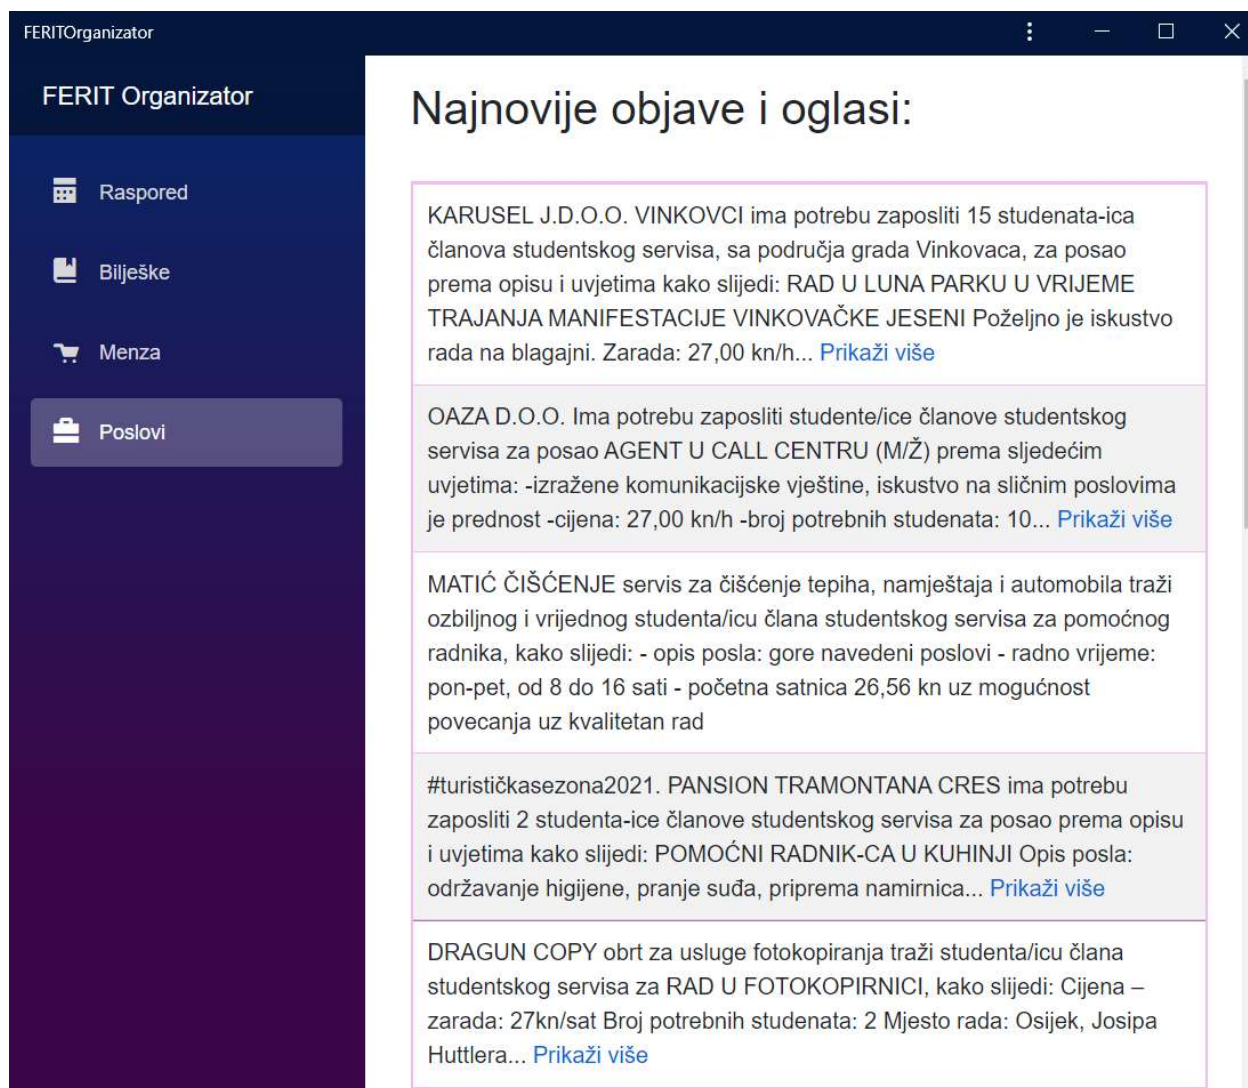 FERITOrganizator
FERIT Organizator
Raspored
Bilješke
Menza
Poslovi
Najnovije objave i oglasi:
KARUSEL J.D.O.O. VINKOVCI ima potrebu zaposliti 15 studenata-ica
članova studentskog servisa, sa područja grada Vinkovaca, za posao
prema opisu i uvjetima kako slijedi: RAD U LUNA PARKU U VRIJEME
TRAJANJA MANIFESTACIJE VINKOVAČKE JESENI Poželjno je iskustvo
rada na blagajni. Zarada: 27,00 kn/h... Prikaži više
OAZA D.O.O. Ima potrebu zaposliti studente/ice članove studentskog
servisa za posao AGENT U CALL CENTRU (M/Ž) prema sljedećim
uvjetima: -izražene komunikacijske vještine, iskustvo na sličnim poslovima
je prednost -cijena: 27,00 kn/h -broj potrebnih studenata: 10... Prikaži više
MATIĆ ČIŠĆENJE servis za čišćenje tepiha, namještaja i automobila traži
ozbiljnog i vrijednog studenta/icu člana studentskog servisa za pomoćnog
radnika, kako slijedi: - opis posla: gore navedeni poslovi - radno vrijeme:
pon-pet, od 8 do 16 sati - početna satnica 26,56 kn uz mogućnost
povecanja uz kvalitetan rad
#turističkasezona2021. PANSION TRAMONTANA CRES ima potrebu
zaposliti 2 studenta-ice članove studentskog servisa za posao prema opisu
i uvjetima kako slijedi: POMOĆNI RADNIK-CA U KUHINJI Opis posla:
održavanje higijene, pranje suđa, priprema namirnica... Prikaži više
DRAGUN COPY obrt za usluge fotokopiranja traži studenta/icu člana
studentskog servisa za RAD U FOTOKOPIRNICI, kako slijedi: Cijena –
zarada: 27kn/sat Broj potrebnih studenata: 2 Mjesto rada: Osijek, Josipa
Huttlera... Prikaži više